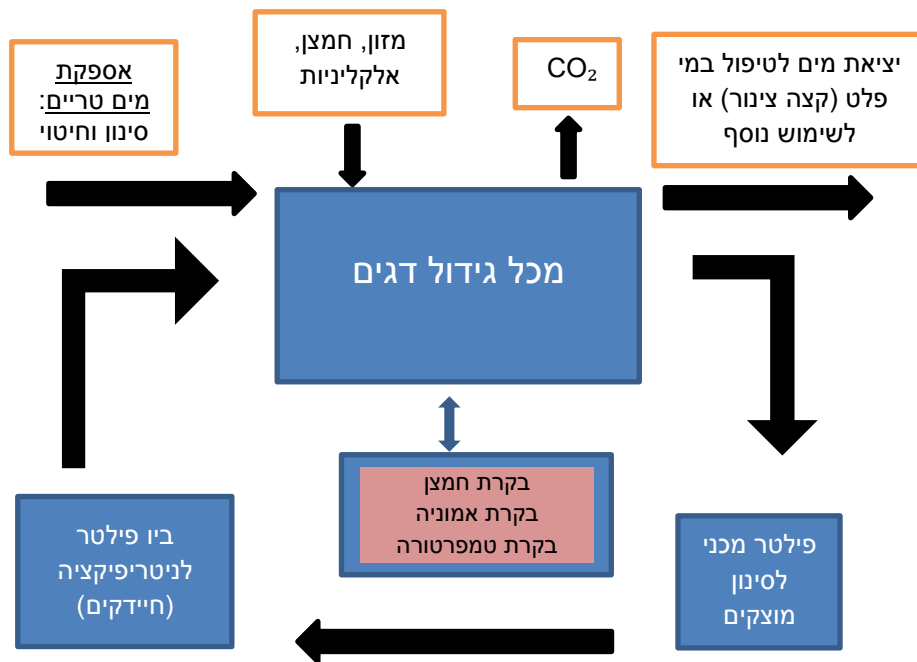 אספקת
מים טריים:
סינון וחיטוי
מזון, חמצן,
אלקליניות
CO₂
יציאת מים לטיפול במי
פלט (קצה צינור) או
לשימוש נוסף
מכל גידול דגים
בקרת חמצן
בקרת אמוניה
בקרת טמפרטורה
ביו פילטר
לניטריפיקציה
(חיידקים)
פילטר מכני
לסינון
מוצקים